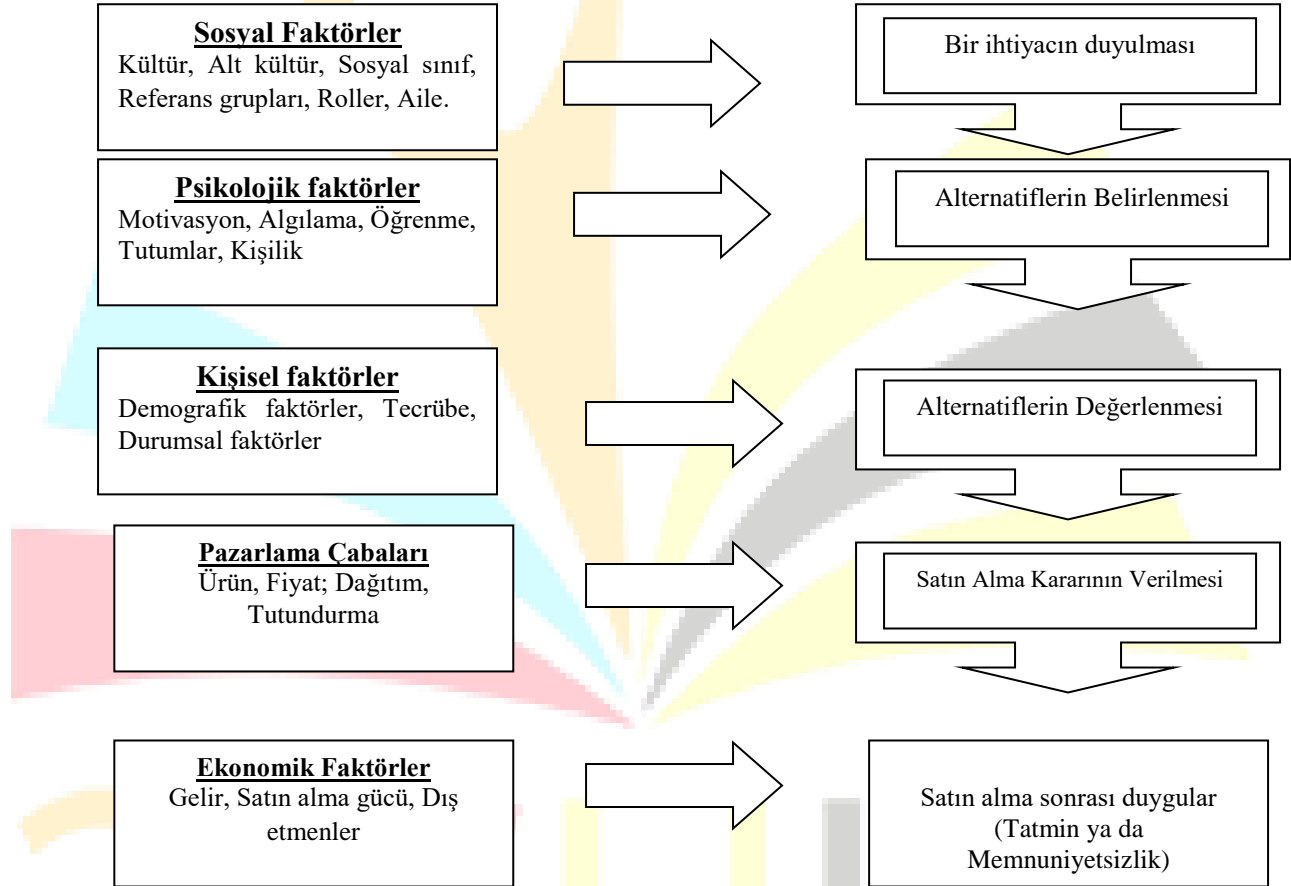 Sosyal Faktörler
Kültür, Alt kültür, Sosyal sınıf,
Referans grupları, Roller, Aile.
Bir ihtiyacın duyulması
Psikolojik faktörler
Motivasyon, Algılama, Öğrenme,
Tutumlar, Kişilik
Alternatiflerin Belirlenmesi
Kişisel faktörler
Demografik faktörler, Tecrübe,
Durumsal faktörler
Alternatiflerin Değerlenmesi
Pazarlama Çabaları
Ürün, Fiyat; Dağıtım,
Tutundurma
Satın Alma Kararının Verilmesi
Ekonomik Faktörler
Gelir, Satın alma gücü, Dış
etmenler
Satın alma sonrası duygular
(Tatmin ya da
Memnuniyetsizlik)